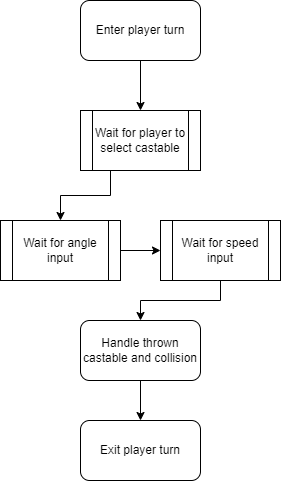 Enter player turn
Wait for player to
select castable
Wait for angle
input
Wait for speed
input
Handle thrown
castable and collision
Exit player turn